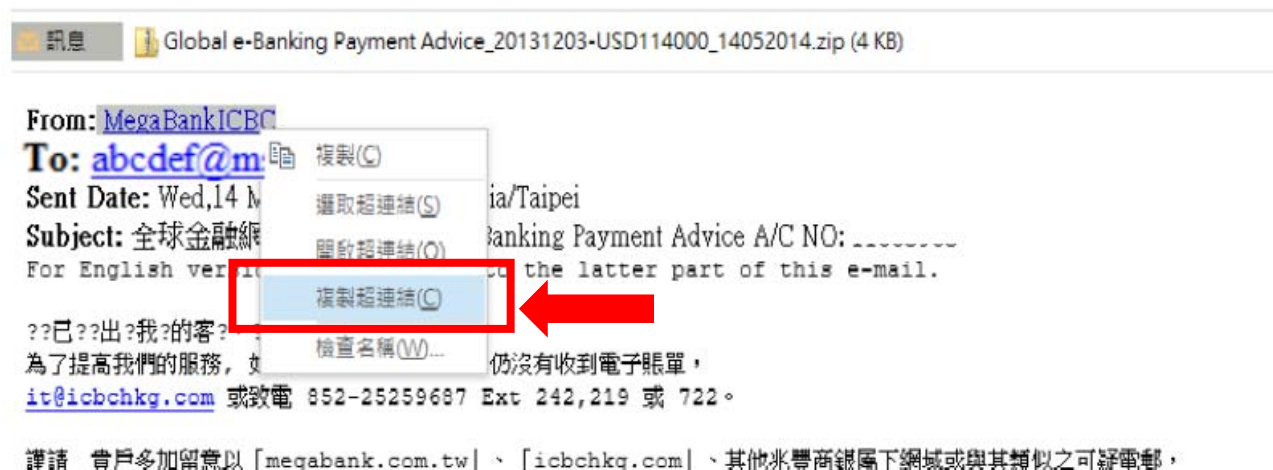 訊息 Global e-Banking Payment Advice_20131203-USD114000_14052014.zip (4 KB)
From: MegaBankICBC
To: abcdef@m
複製(C)
Sent Date: Wed,14 M ia/Taipei
選取超連結(S)
Subject: 全球金融網 Banking Payment Advice A/C NO:
開啟超連結(O)
For English versi to the latter part of this e-mail.
複製超連結(C)
??已??出?我?的客?
檢查名稱(W)...
為了提高我們的服務, 如 仍沒有收到電子賬單，
it@icbchkg.com 或致電 852-25259687 Ext 242,219 或 722。
謹請 貴戶多加留意以「megabank.com.tw」、「icbchkg.com」、其他兆豐商銀屬下網域或與其類似之可疑電郵，